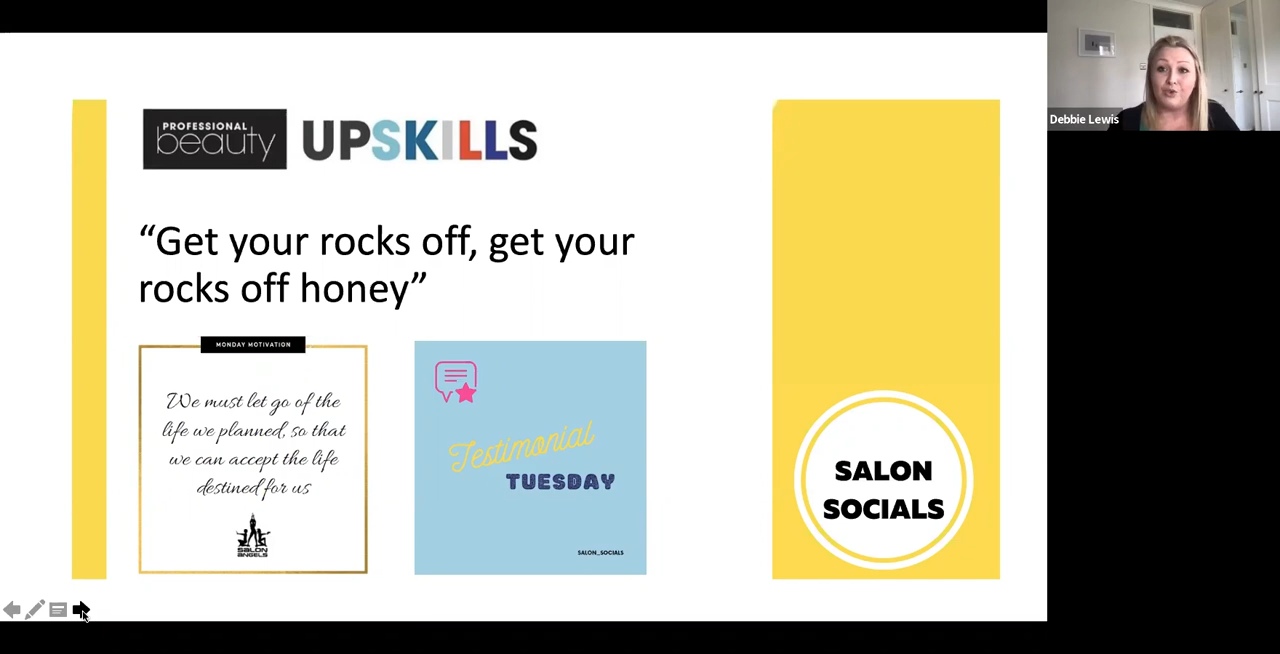 PROFESSIONAL
beauty
UPSKILLS
“Get your rocks off, get your
rocks off honey”
MONDAY MOTIVATION
We must let go of the
life we planned, so that
we can accept the life
destined for us
SALON
ANGELS
Testimonial
TUESDAY
SALON_SOCIALS
SALON
SOCIALS
Debbie Lewis